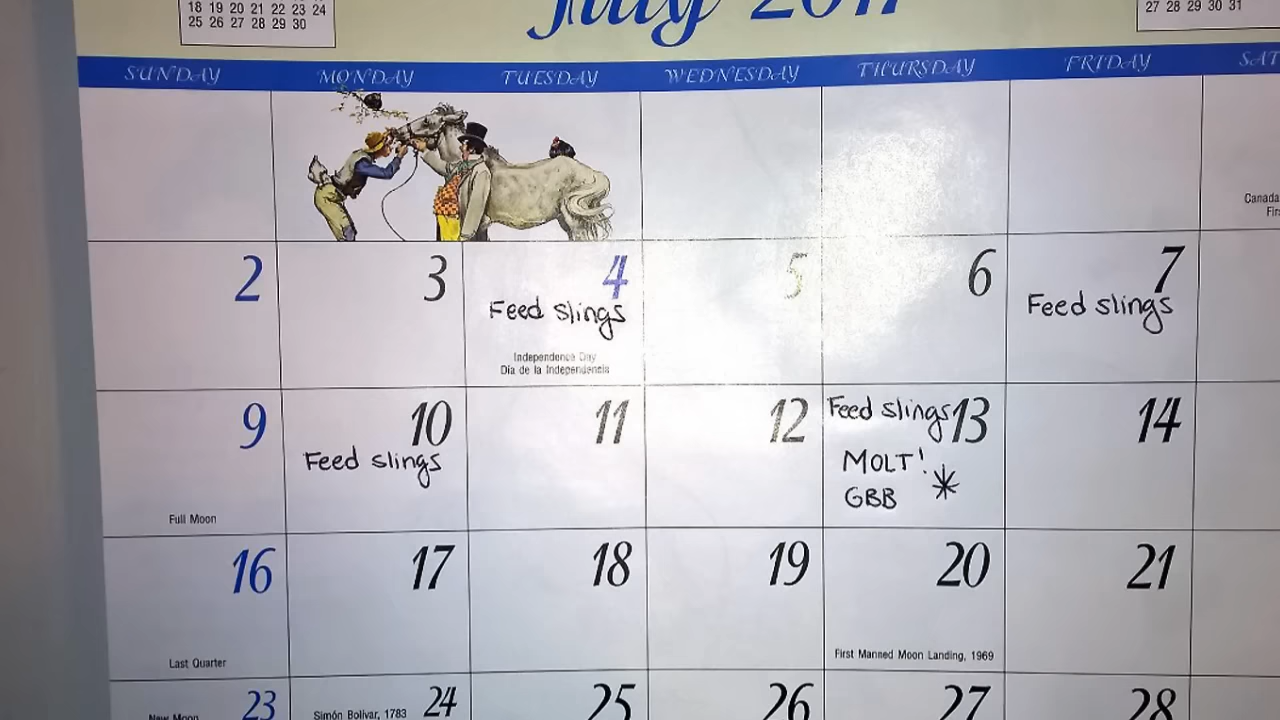 18 19 20 21 22 23 24
25 26 27 28 29 30
July 2017
27 28 29 30 31
SUNDAY MONDAY TUESDAY WEDNESDAY THURSDAY FRIDAY SAT
Canada
2 3 4 5 6 7
Feed slings Feed slings
Independence Day
Día de la Independencia
9 10 11 12 Feed slings 13 14
Feed slings MOLT!
GBB *
Full Moon
16 17 18 19 20 21
Last Quarter First Manned Moon Landing, 1969
23 Simón Bolívar, 1783 24 25 26 27 28
New Moon